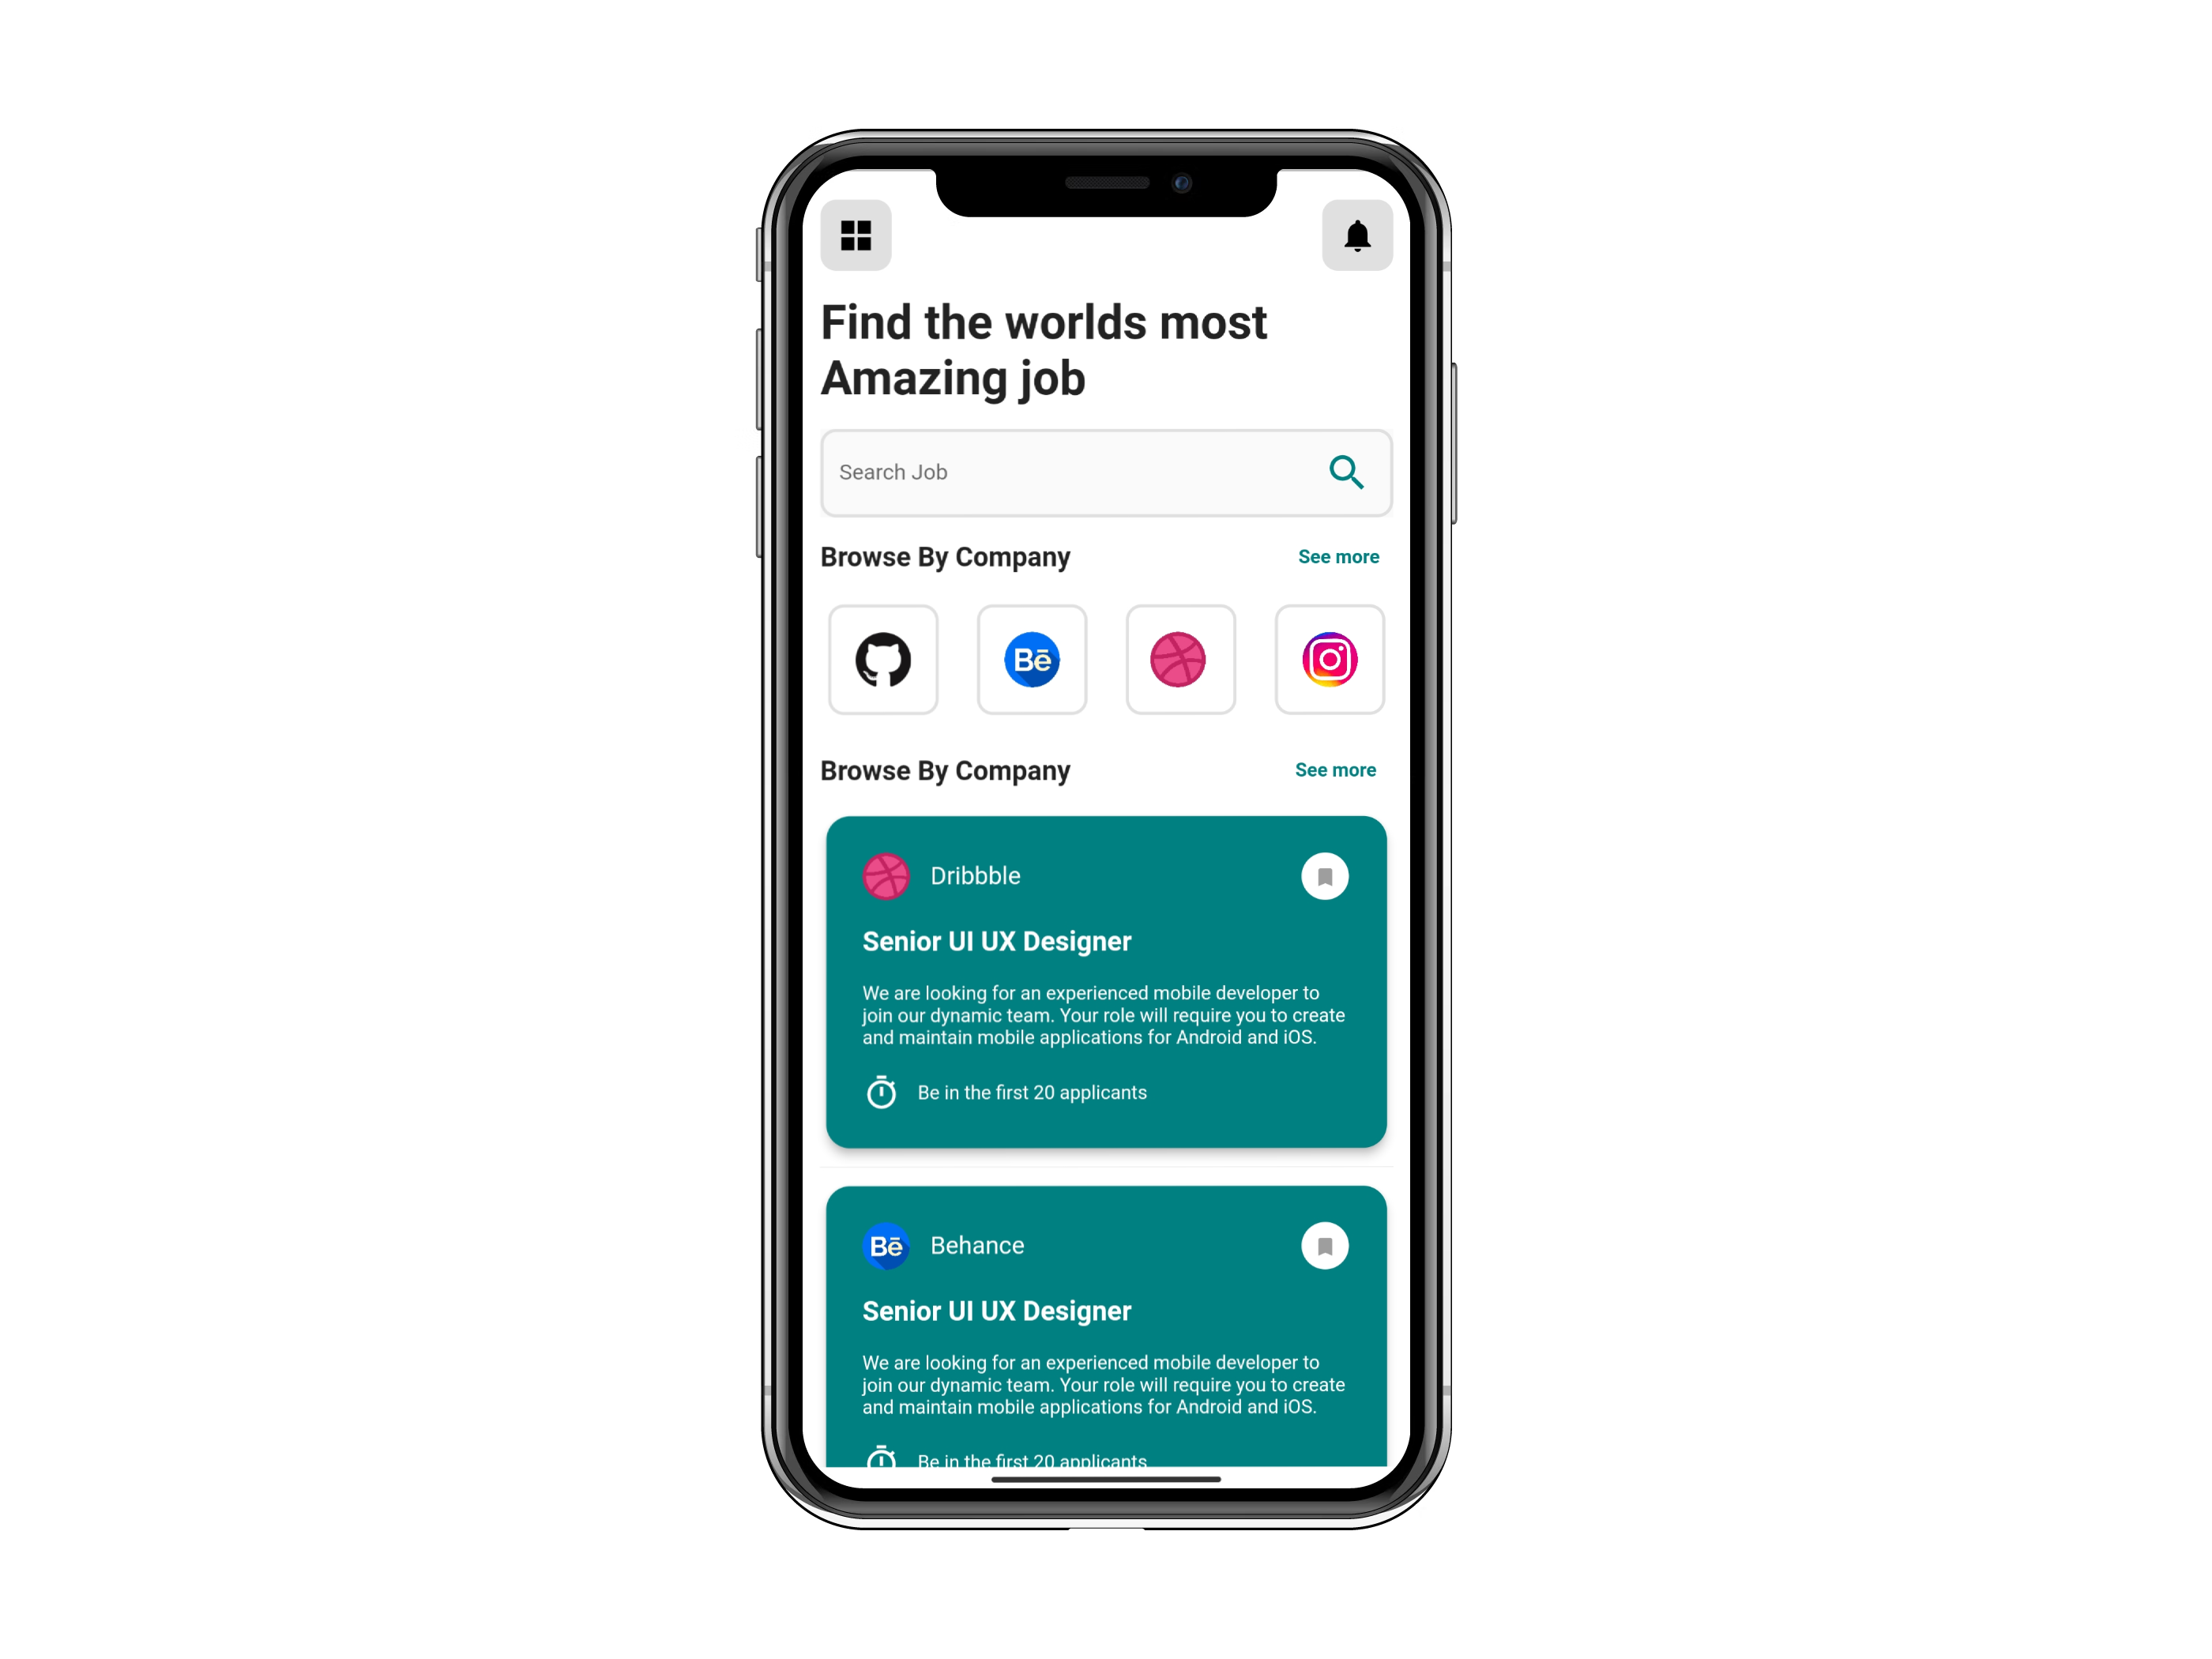 Find the worlds most
Amazing job
Search Job
Browse By Company
See more
Bē
Browse By Company
See more
Dribbble
Senior UI UX Designer
We are looking for an experienced mobile developer to
join our dynamic team. Your role will require you to create
and maintain mobile applications for Android and iOS.
Be in the first 20 applicants
Bē
Behance
Senior UI UX Designer
We are looking for an experienced mobile developer to
join our dynamic team. Your role will require you to create
and maintain mobile applications for Android and iOS.
Be in the first 20 applicants